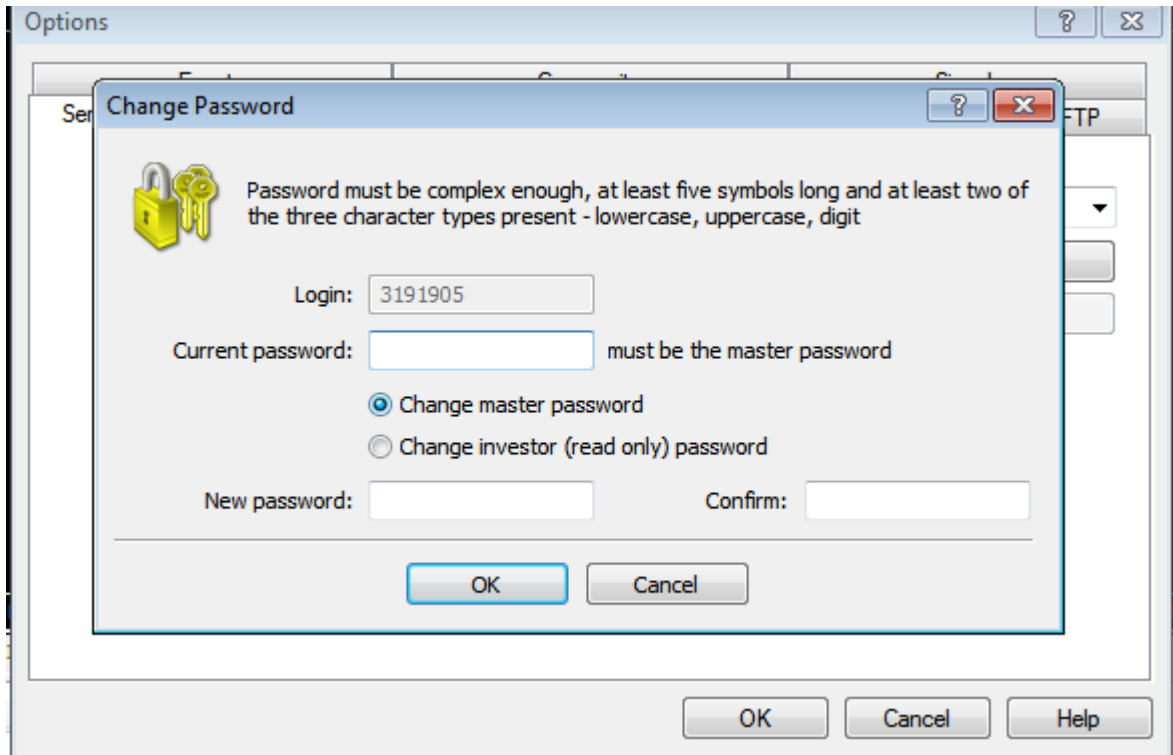 Options
Change Password
Ser
FTP
Password must be complex enough, at least five symbols long and at least two of
the three character types present - lowercase, uppercase, digit
Login: 3191905
Current password: must be the master password
Change master password
Change investor (read only) password
New password: Confirm:
OK Cancel
OK Cancel Help